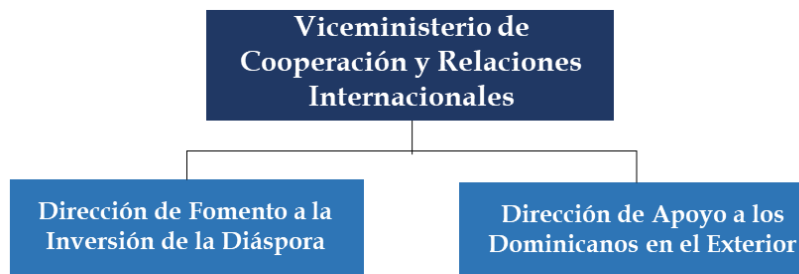 Viceministerio de
Cooperación y Relaciones
Internacionales
Dirección de Fomento a la
Inversión de la Diáspora
Dirección de Apoyo a los
Dominicanos en el Exterior